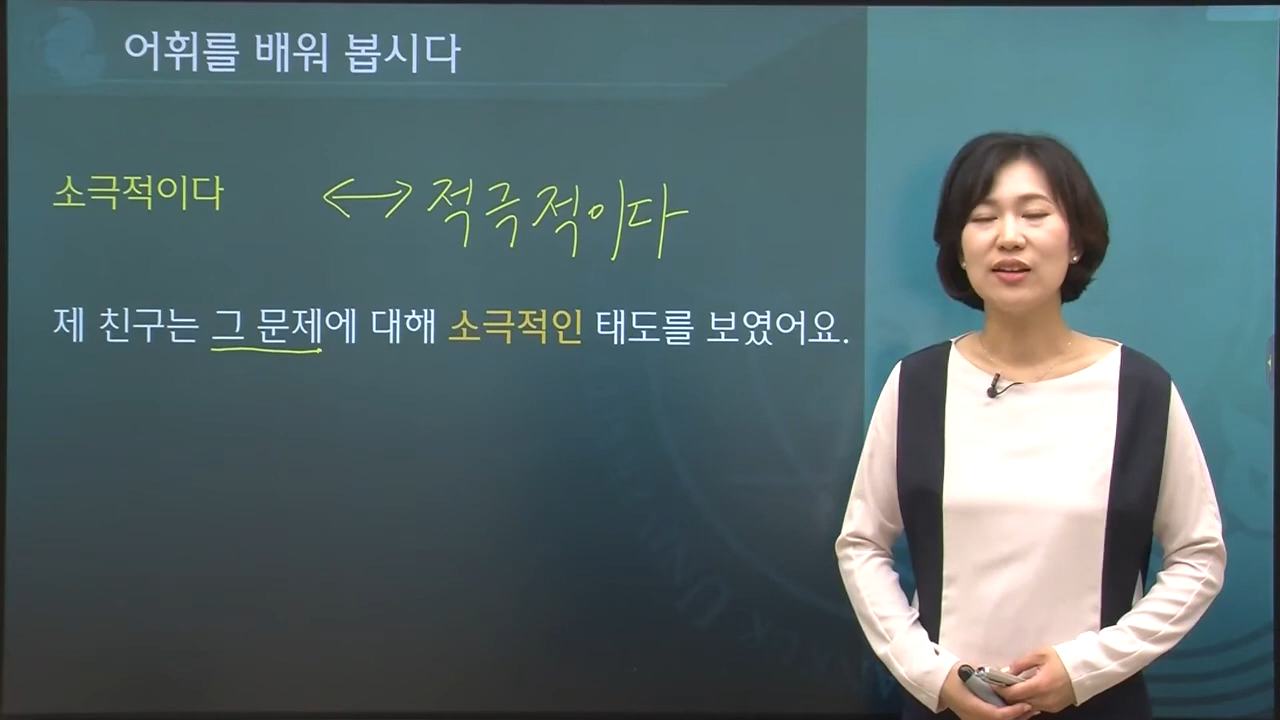 어휘를 배워 봅시다
소극적이다 ↔ 적극적이다
제 친구는 그 문제에 대해 소극적인 태도를 보였어요.